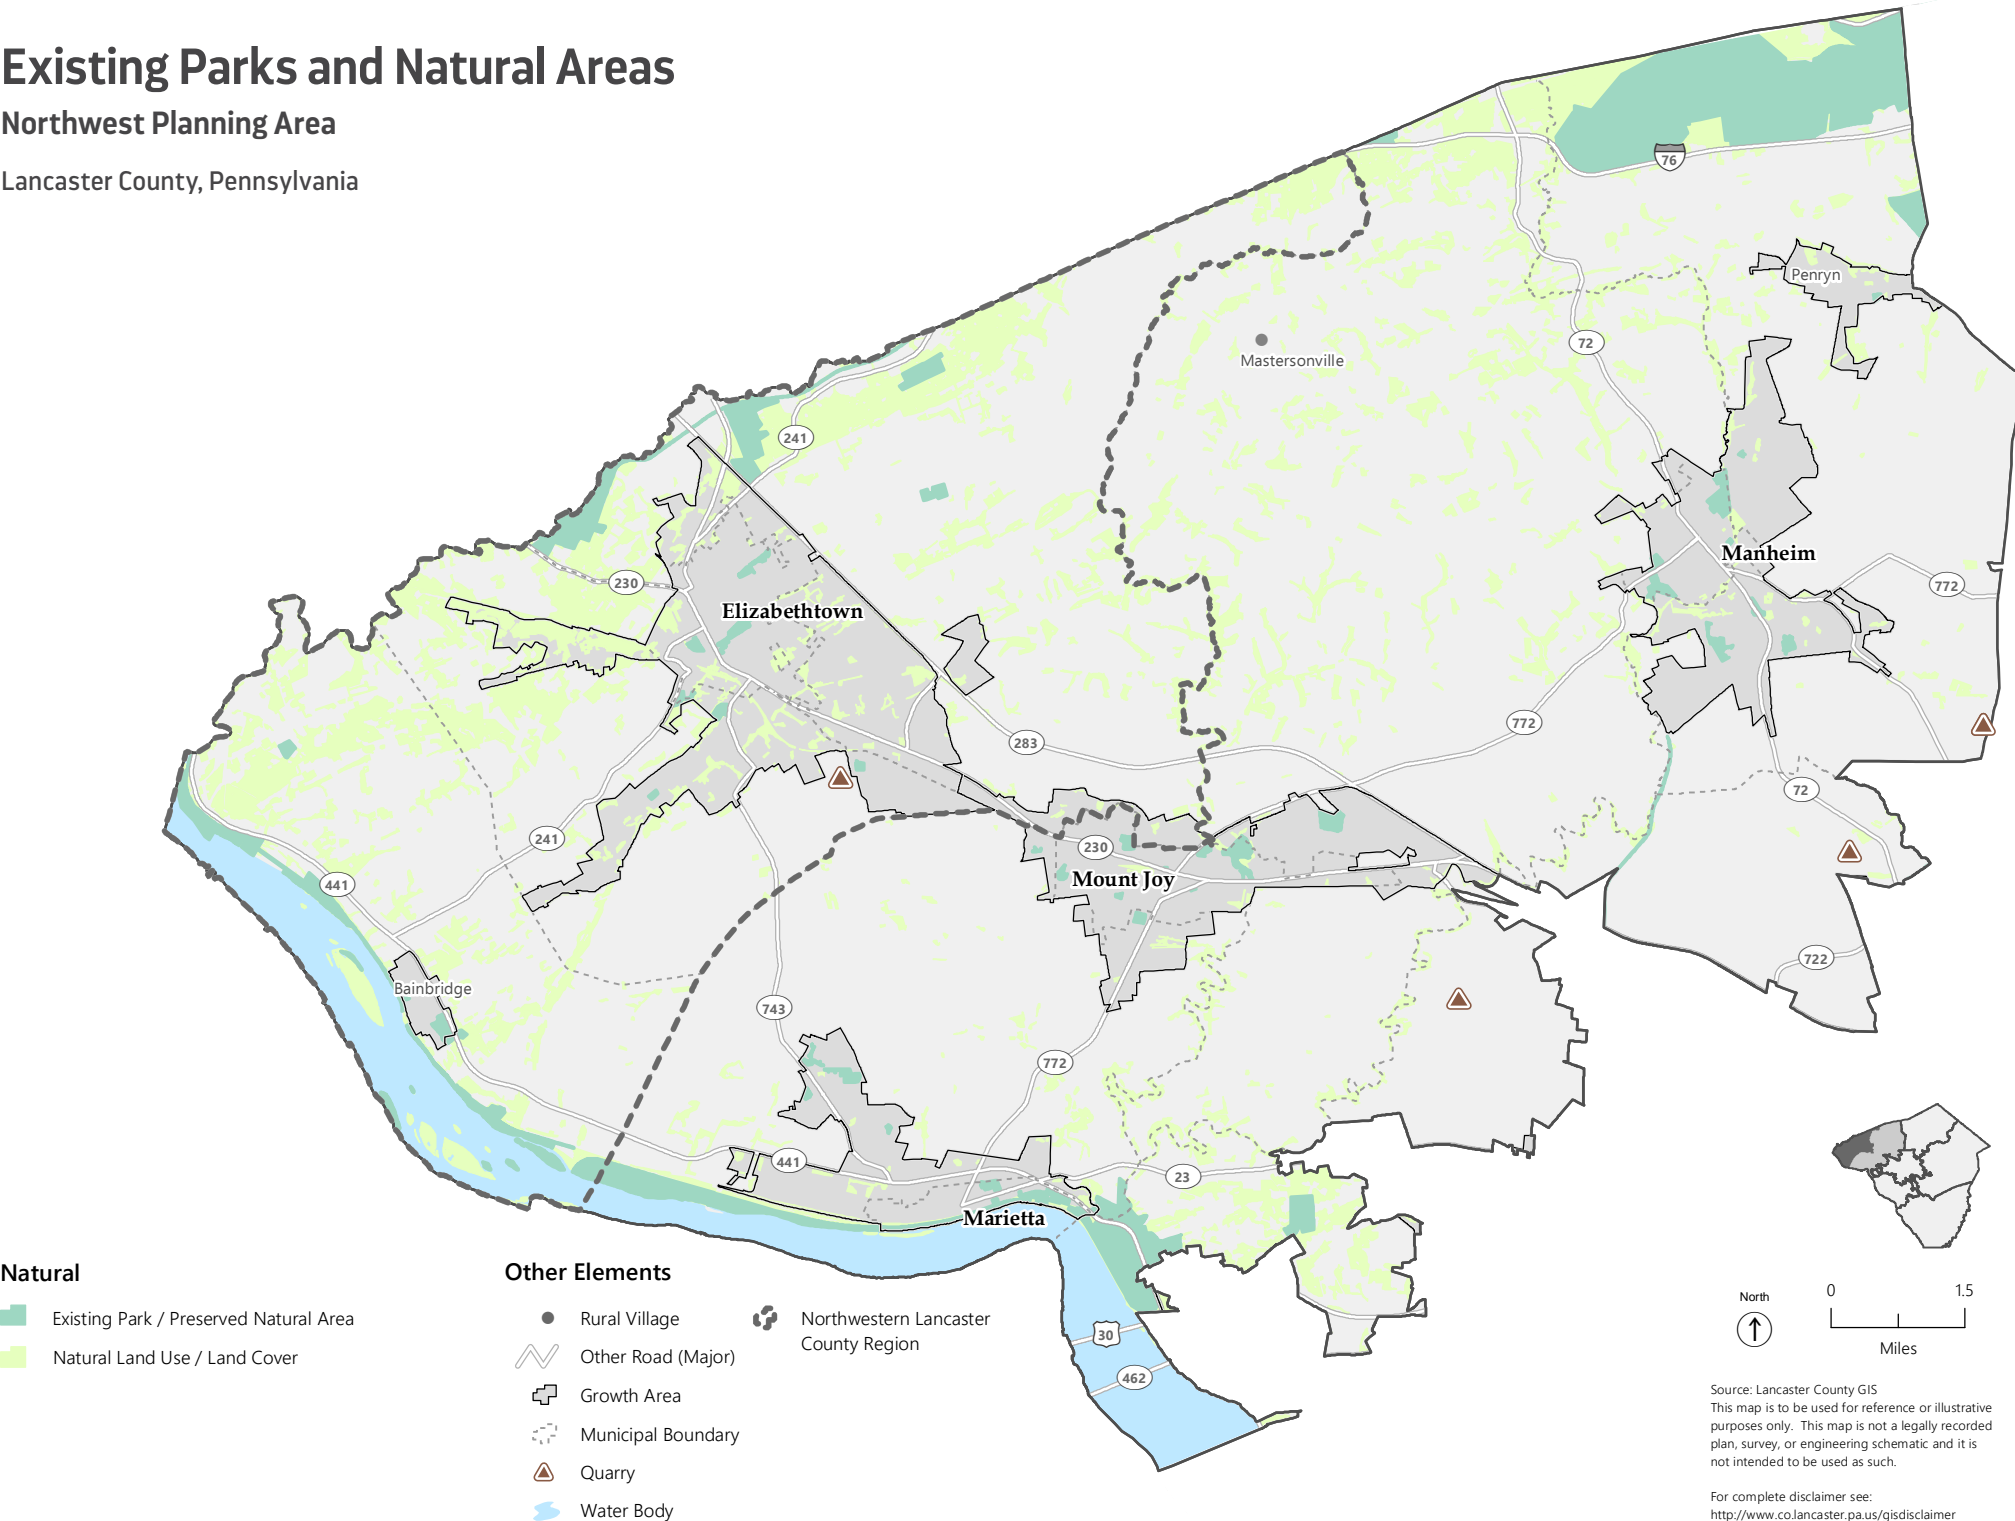 Existing Parks and Natural Areas
Northwest Planning Area
Lancaster County, Pennsylvania
76
Penryn
72
Mastersonville
241
Manheim
230
772
Elizabethtown
772
283
72
241
230
Mount Joy
441
722
Bainbridge
743
772
441
23
Marietta
30
462
Natural
Existing Park / Preserved Natural Area
Natural Land Use / Land Cover
Other Elements
Rural Village
Other Road (Major)
Growth Area
Municipal Boundary
Quarry
Water Body
Northwestern Lancaster
County Region
North
0 1.5
Miles
Source: Lancaster County GIS
This map is to be used for reference or illustrative
purposes only. This map is not a legally recorded
plan, survey, or engineering schematic and it is
not intended to be used as such.
For complete disclaimer see:
http://www.co.lancaster.pa.us/gisdisclaimer